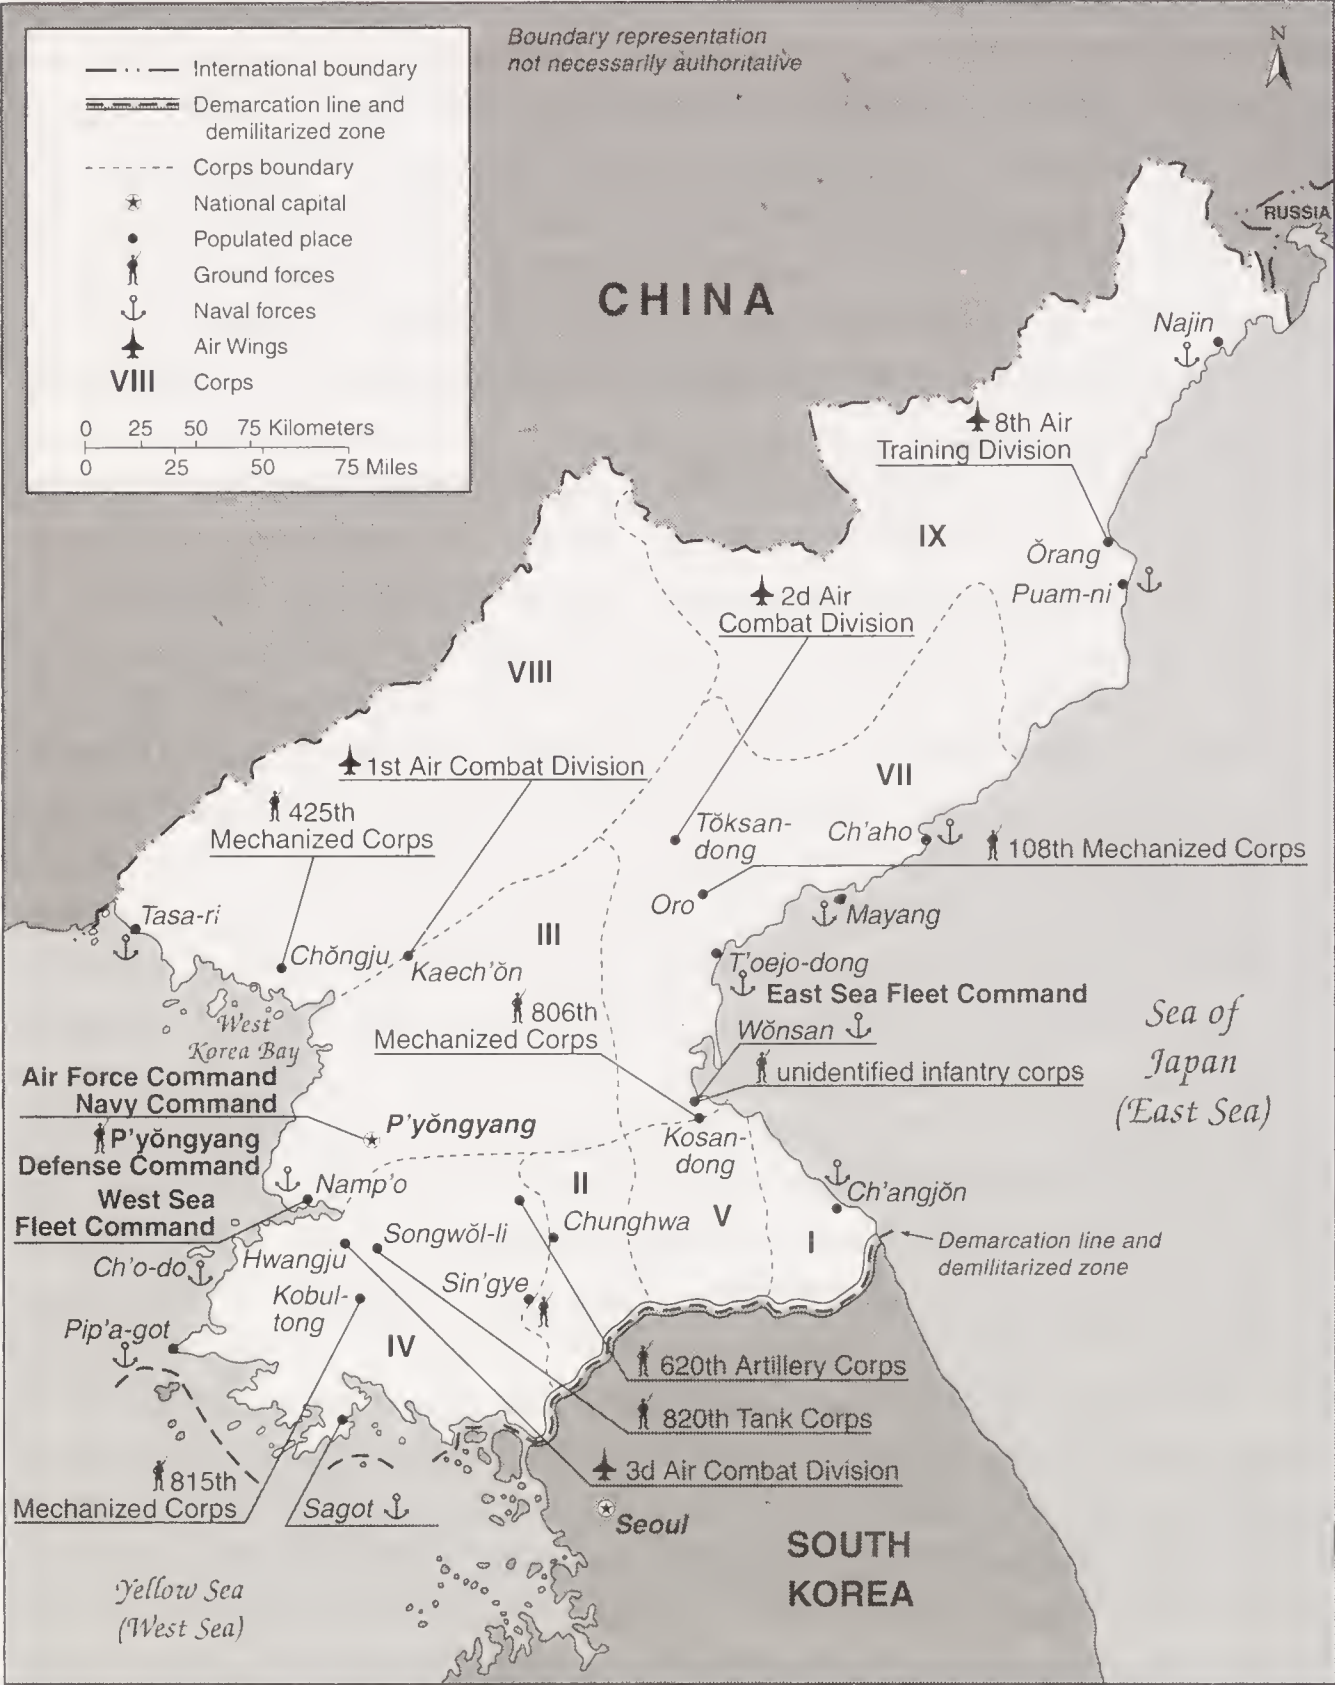 Boundary representation
not necessarily authoritative
N
International boundary
Demarcation line and
demilitarized zone
Corps boundary
National capital
Populated place
Ground forces
Naval forces
Air Wings
VIII Corps
0 25 50 75 Kilometers
0 25 50 75 Miles
RUSSIA
CHINA
Najin
8th Air
Training Division
IX
Ŏrang
Puam-ni
2d Air
Combat Division
VIII
1st Air Combat Division
VII
425th
Mechanized Corps
Tŏksan-
dong
Ch'aho
108th Mechanized Corps
Oro
Mayang
Tasa-ri
III
Chŏngju
Kaech'ŏn
T'oejo-dong
East Sea Fleet Command
806th
Mechanized Corps
West
Korea Bay
Wŏnsan
Sea of
Japan
(East Sea)
unidentified infantry corps
Air Force Command
Navy Command
P'yŏngyang
P'yŏngyang
Defense Command
Kosan-
dong
Namp'o
II
West Sea
Fleet Command
Ch'angjŏn
Chunghwa
V
I
Songwŏl-li
Demarcation line and
demilitarized zone
Hwangju
Ch'o-do
Sin'gye
Kobul-
tong
Pip'a-got
IV
620th Artillery Corps
820th Tank Corps
3d Air Combat Division
815th
Mechanized Corps
Sagot
Seoul
SOUTH
KOREA
Yellow Sea
(West Sea)